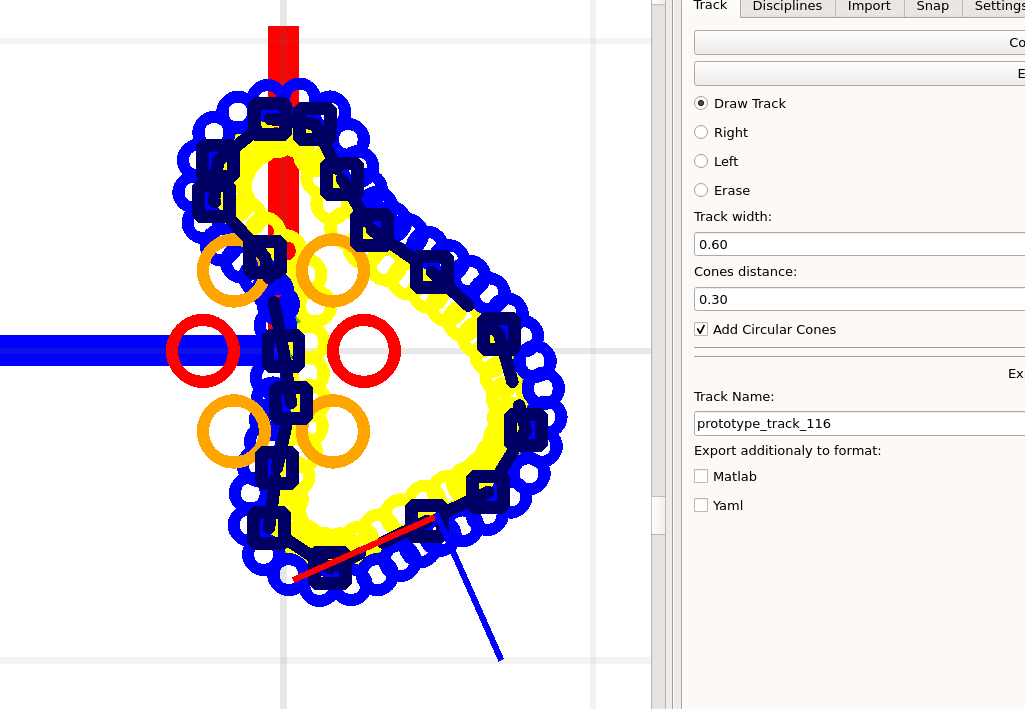 Track Disciplines Import Snap Settings
Co
E
Draw Track
Right
Left
Erase
Track width:
0.60
Cones distance:
0.30
Add Circular Cones
Ex
Track Name:
prototype_track_116
Export additionaly to format:
Matlab
Yaml